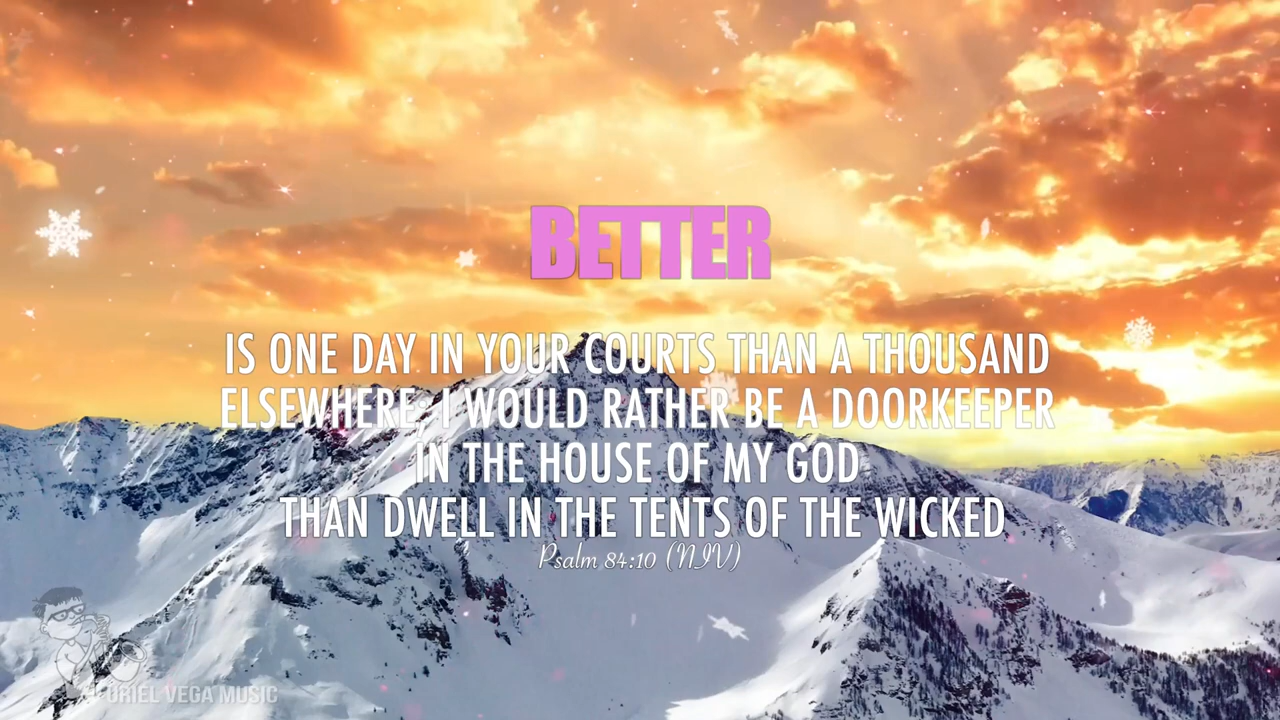 BETTER
IS ONE DAY IN YOUR COURTS THAN A THOUSAND
ELSEWHERE; I WOULD RATHER BE A DOORKEEPER
IN THE HOUSE OF MY GOD
THAN DWELL IN THE TENTS OF THE WICKED
Psalm 84:10 (NIV)
URIEL VEGA MUSIC